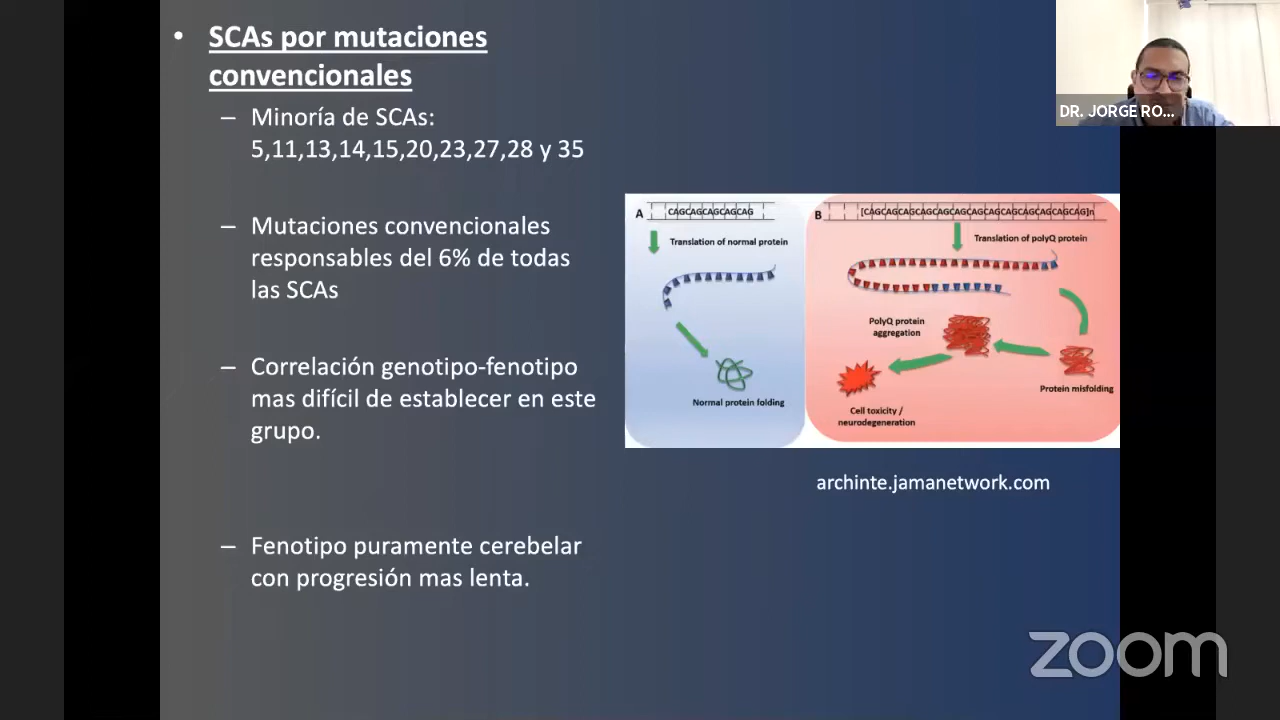 • SCAs por mutaciones
convencionales
– Minoría de SCAs:
5,11,13,14,15,20,23,27,28 y 35
– Mutaciones convencionales
responsables del 6% de todas
las SCAs
– Correlación genotipo-fenotipo
mas difícil de establecer en este
grupo.
– Fenotipo puramente cerebelar
con progresión mas lenta.
A
CAGCAGCAGCAGCAG
Translation of normal protein
Normal protein folding
B
[CAGCAGCAGCAGCAGCAGCAGCAGCAGCAGCAGCAGCAG]n
Translation of polyQ protein
PolyQ protein
aggregation
Protein misfolding
Cell toxicity /
neurodegeneration
archinte.jamanetwork.com
DR. JORGE RO...
zoom